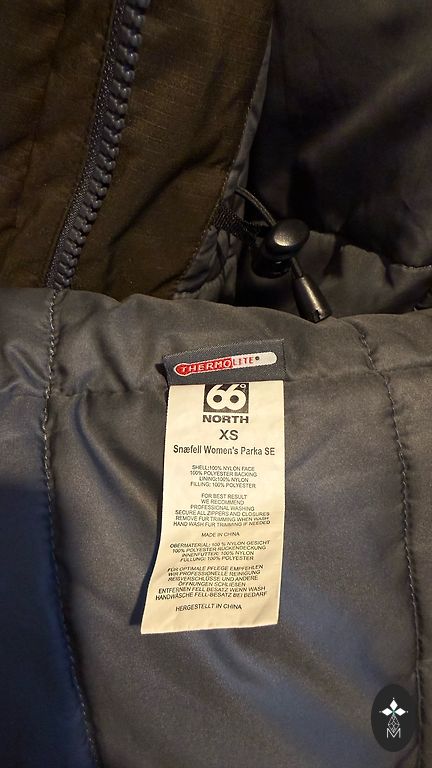 THERMOLITE®
66°
NORTH
XS
Snæfell Women's Parka SE
SHELL:100% NYLON FACE
100% POLYESTER BACKING
LINING:100% NYLON
FILLING: 100% POLYESTER
FOR BEST RESULT
WE RECOMMEND
PROFESSIONAL WASHING
SECURE ALL ZIPPERS AND CLOSURES
REMOVE FUR TRIMMING WHEN WASH
HAND WASH FUR TRIMMING IF NEEDED
MADE IN CHINA
OBERMATERIAL: 100 % NYLON GESICHT
100% POLYESTER RUCKENDECKUNG
INNENFUTTER: 100% NYLON
FÜLLUNG: 100% POLYESTER
FÜR OPTIMALE PFLEGE EMPFEHLEN
WIR PROFESSIONELLE REINIGUNG
REIßVERSCHLÜSSE UND ANDERE
ÖFFNUNGEN SCHLIEßEN
ENTFERNEN FELL BESATZ WENN WASH
HANDWÄSCHE FELL-BESATZ BEI BEDARF
HERGESTELLT IN CHINA
M